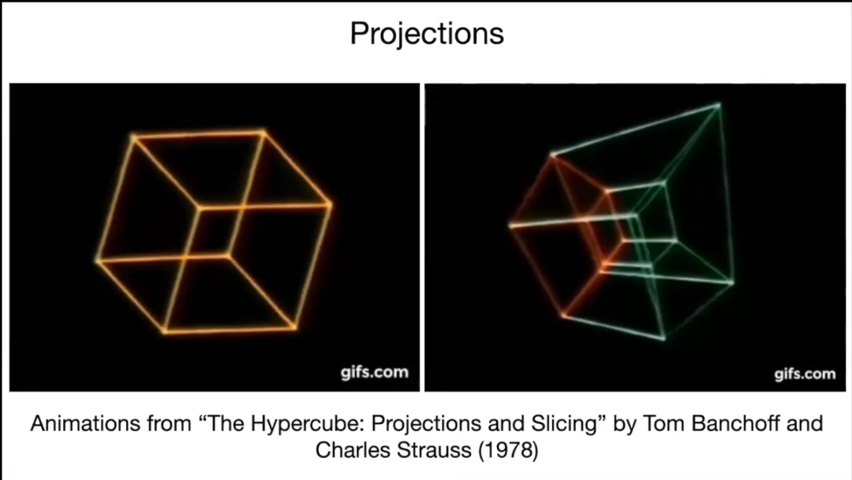 Projections
gifs.com
gifs.com
Animations from “The Hypercube: Projections and Slicing” by Tom Banchoff and
Charles Strauss (1978)